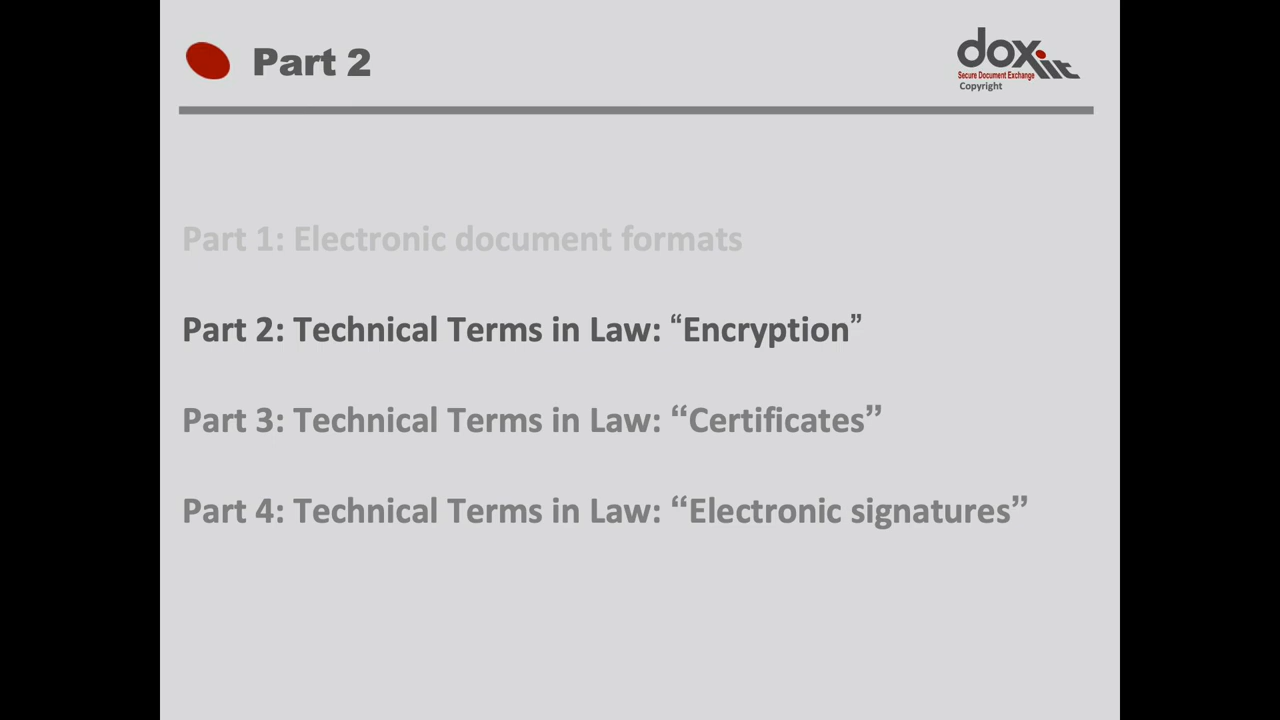 Part 2
doxiit
Secure Document Exchange
Copyright
Part 1: Electronic document formats
Part 2: Technical Terms in Law: “Encryption”
Part 3: Technical Terms in Law: “Certificates”
Part 4: Technical Terms in Law: “Electronic signatures”